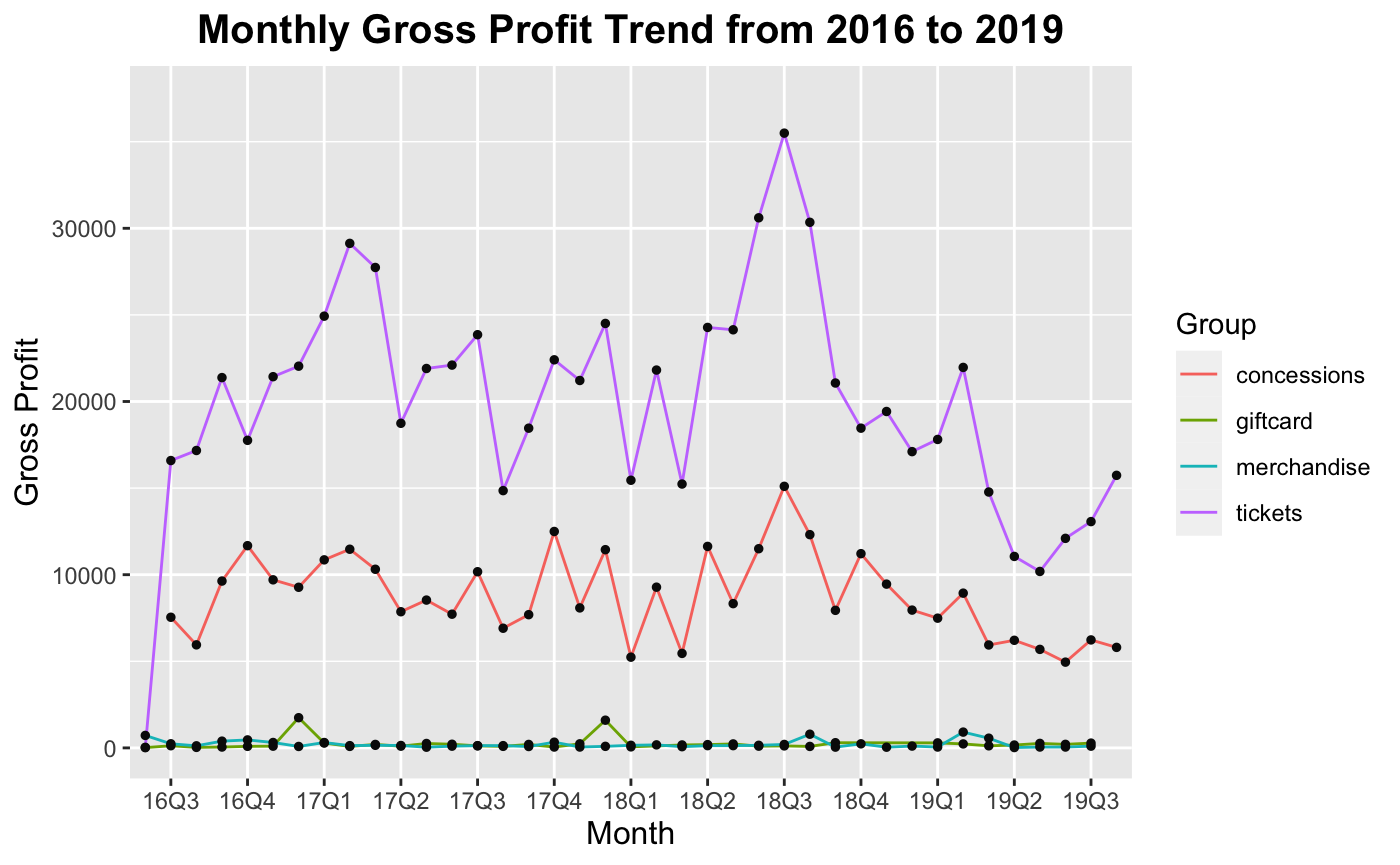 Monthly Gross Profit Trend from 2016 to 2019
Gross Profit
30000
20000
10000
0
16Q3 16Q4 17Q1 17Q2 17Q3 17Q4 18Q1 18Q2 18Q3 18Q4 19Q1 19Q2 19Q3
Month
Group
concessions
giftcard
merchandise
tickets